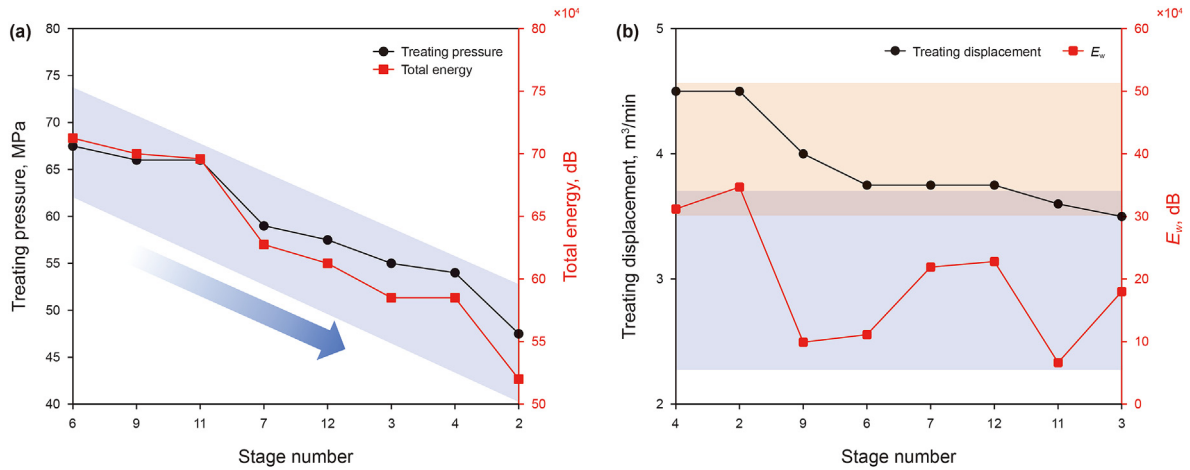 (a)
×10⁴
80
75
70
65
60
55
50
45
40
Treating pressure, MPa
Treating pressure
Total energy
80
75
70
65
60
55
50
Total energy, dB
6 9 11 7 12 3 4 2
Stage number
(b)
×10⁴
5
4
3
2
Treating displacement, m³/min
Treating displacement
E_w
60
50
40
30
20
10
0
E_w, dB
4 2 9 6 7 12 11 3
Stage number